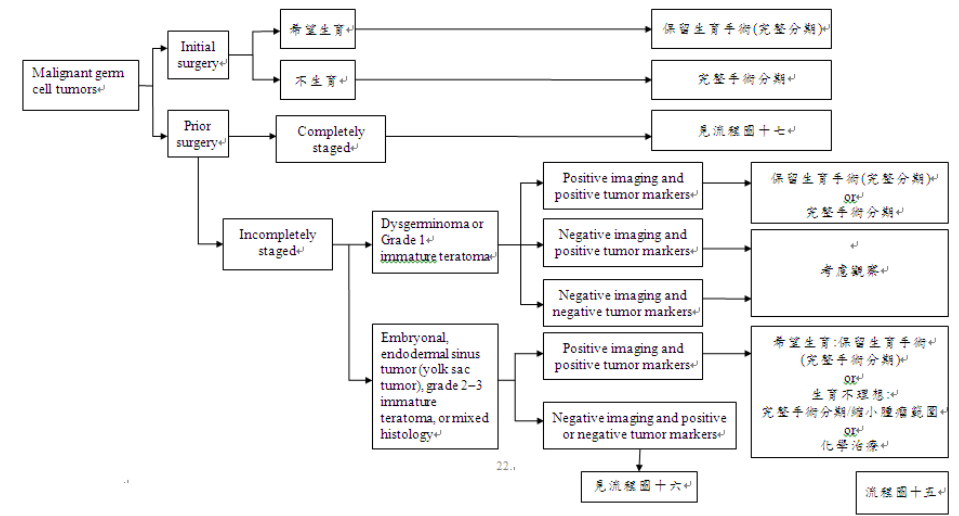 Malignant germ
cell tumors
Initial
surgery
希望生育
保留生育手術(完整分期)
不生育
完整手術分期
Prior
surgery
Completely
staged
見流程圖十七
Incompletely
staged
Dysgerminoma or
Grade 1
immature teratoma
Positive imaging and
positive tumor markers
保留生育手術(完整分期)
or
完整手術分期
Negative imaging and
positive tumor markers
考慮觀察
Negative imaging and
negative tumor markers
Embryonal,
endodermal sinus
tumor (yolk sac
tumor), grade 2–3
immature
teratoma, or mixed
histology
Positive imaging and
positive tumor markers
希望生育:保留生育手術
(完整手術分期)
or
生育不理想:
完整手術分期/縮小腫瘤範圍
or
化學治療
Negative imaging and positive
or negative tumor markers
22.
見流程圖十六
流程圖十五